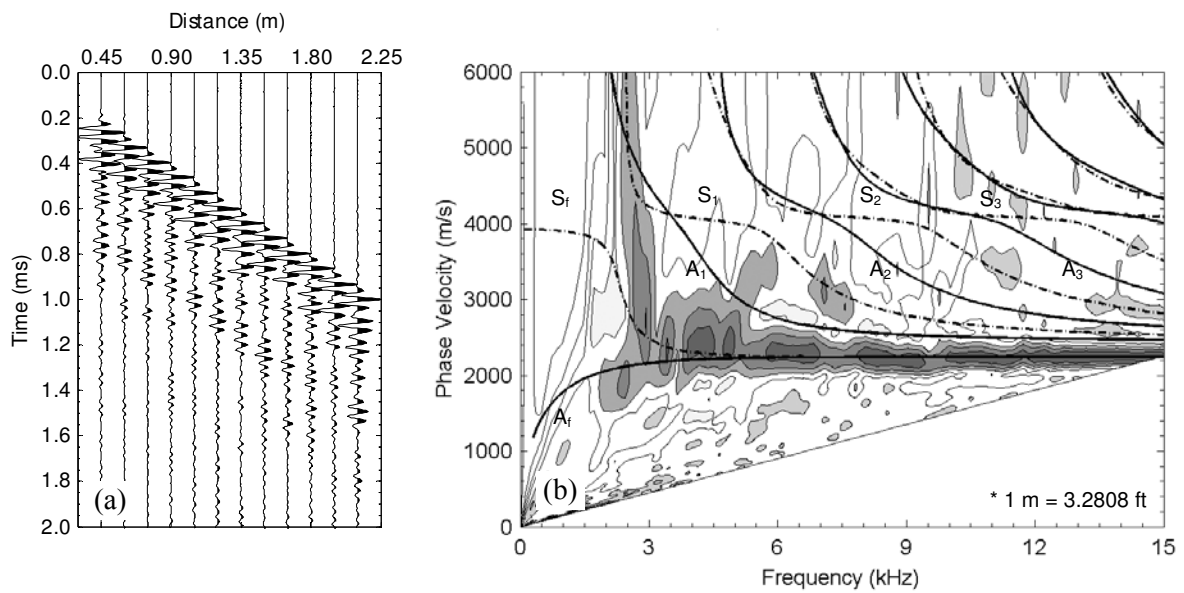 Distance (m)
0.45 0.90 1.35 1.80 2.25
Time (ms)
0.0
0.2
0.4
0.6
0.8
1.0
1.2
1.4
1.6
1.8
2.0
(a)
Phase Velocity (m/s)
6000
5000
4000
3000
2000
1000
0
Sf S1 S2 S3
A1 A2 A3
Af
(b)
* 1 m = 3.2808 ft
0 3 6 9 12 15
Frequency (kHz)